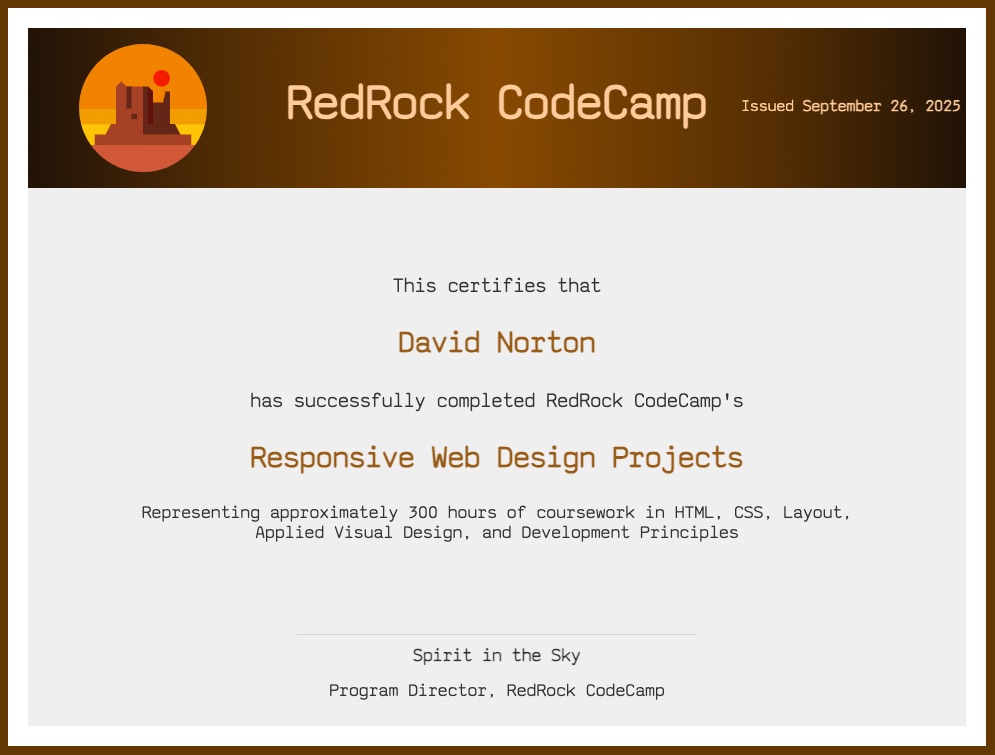 RedRock CodeCamp
Issued September 26, 2025
This certifies that
David Norton
has successfully completed RedRock CodeCamp's
Responsive Web Design Projects
Representing approximately 300 hours of coursework in HTML, CSS, Layout,
Applied Visual Design, and Development Principles
Spirit in the Sky
Program Director, RedRock CodeCamp